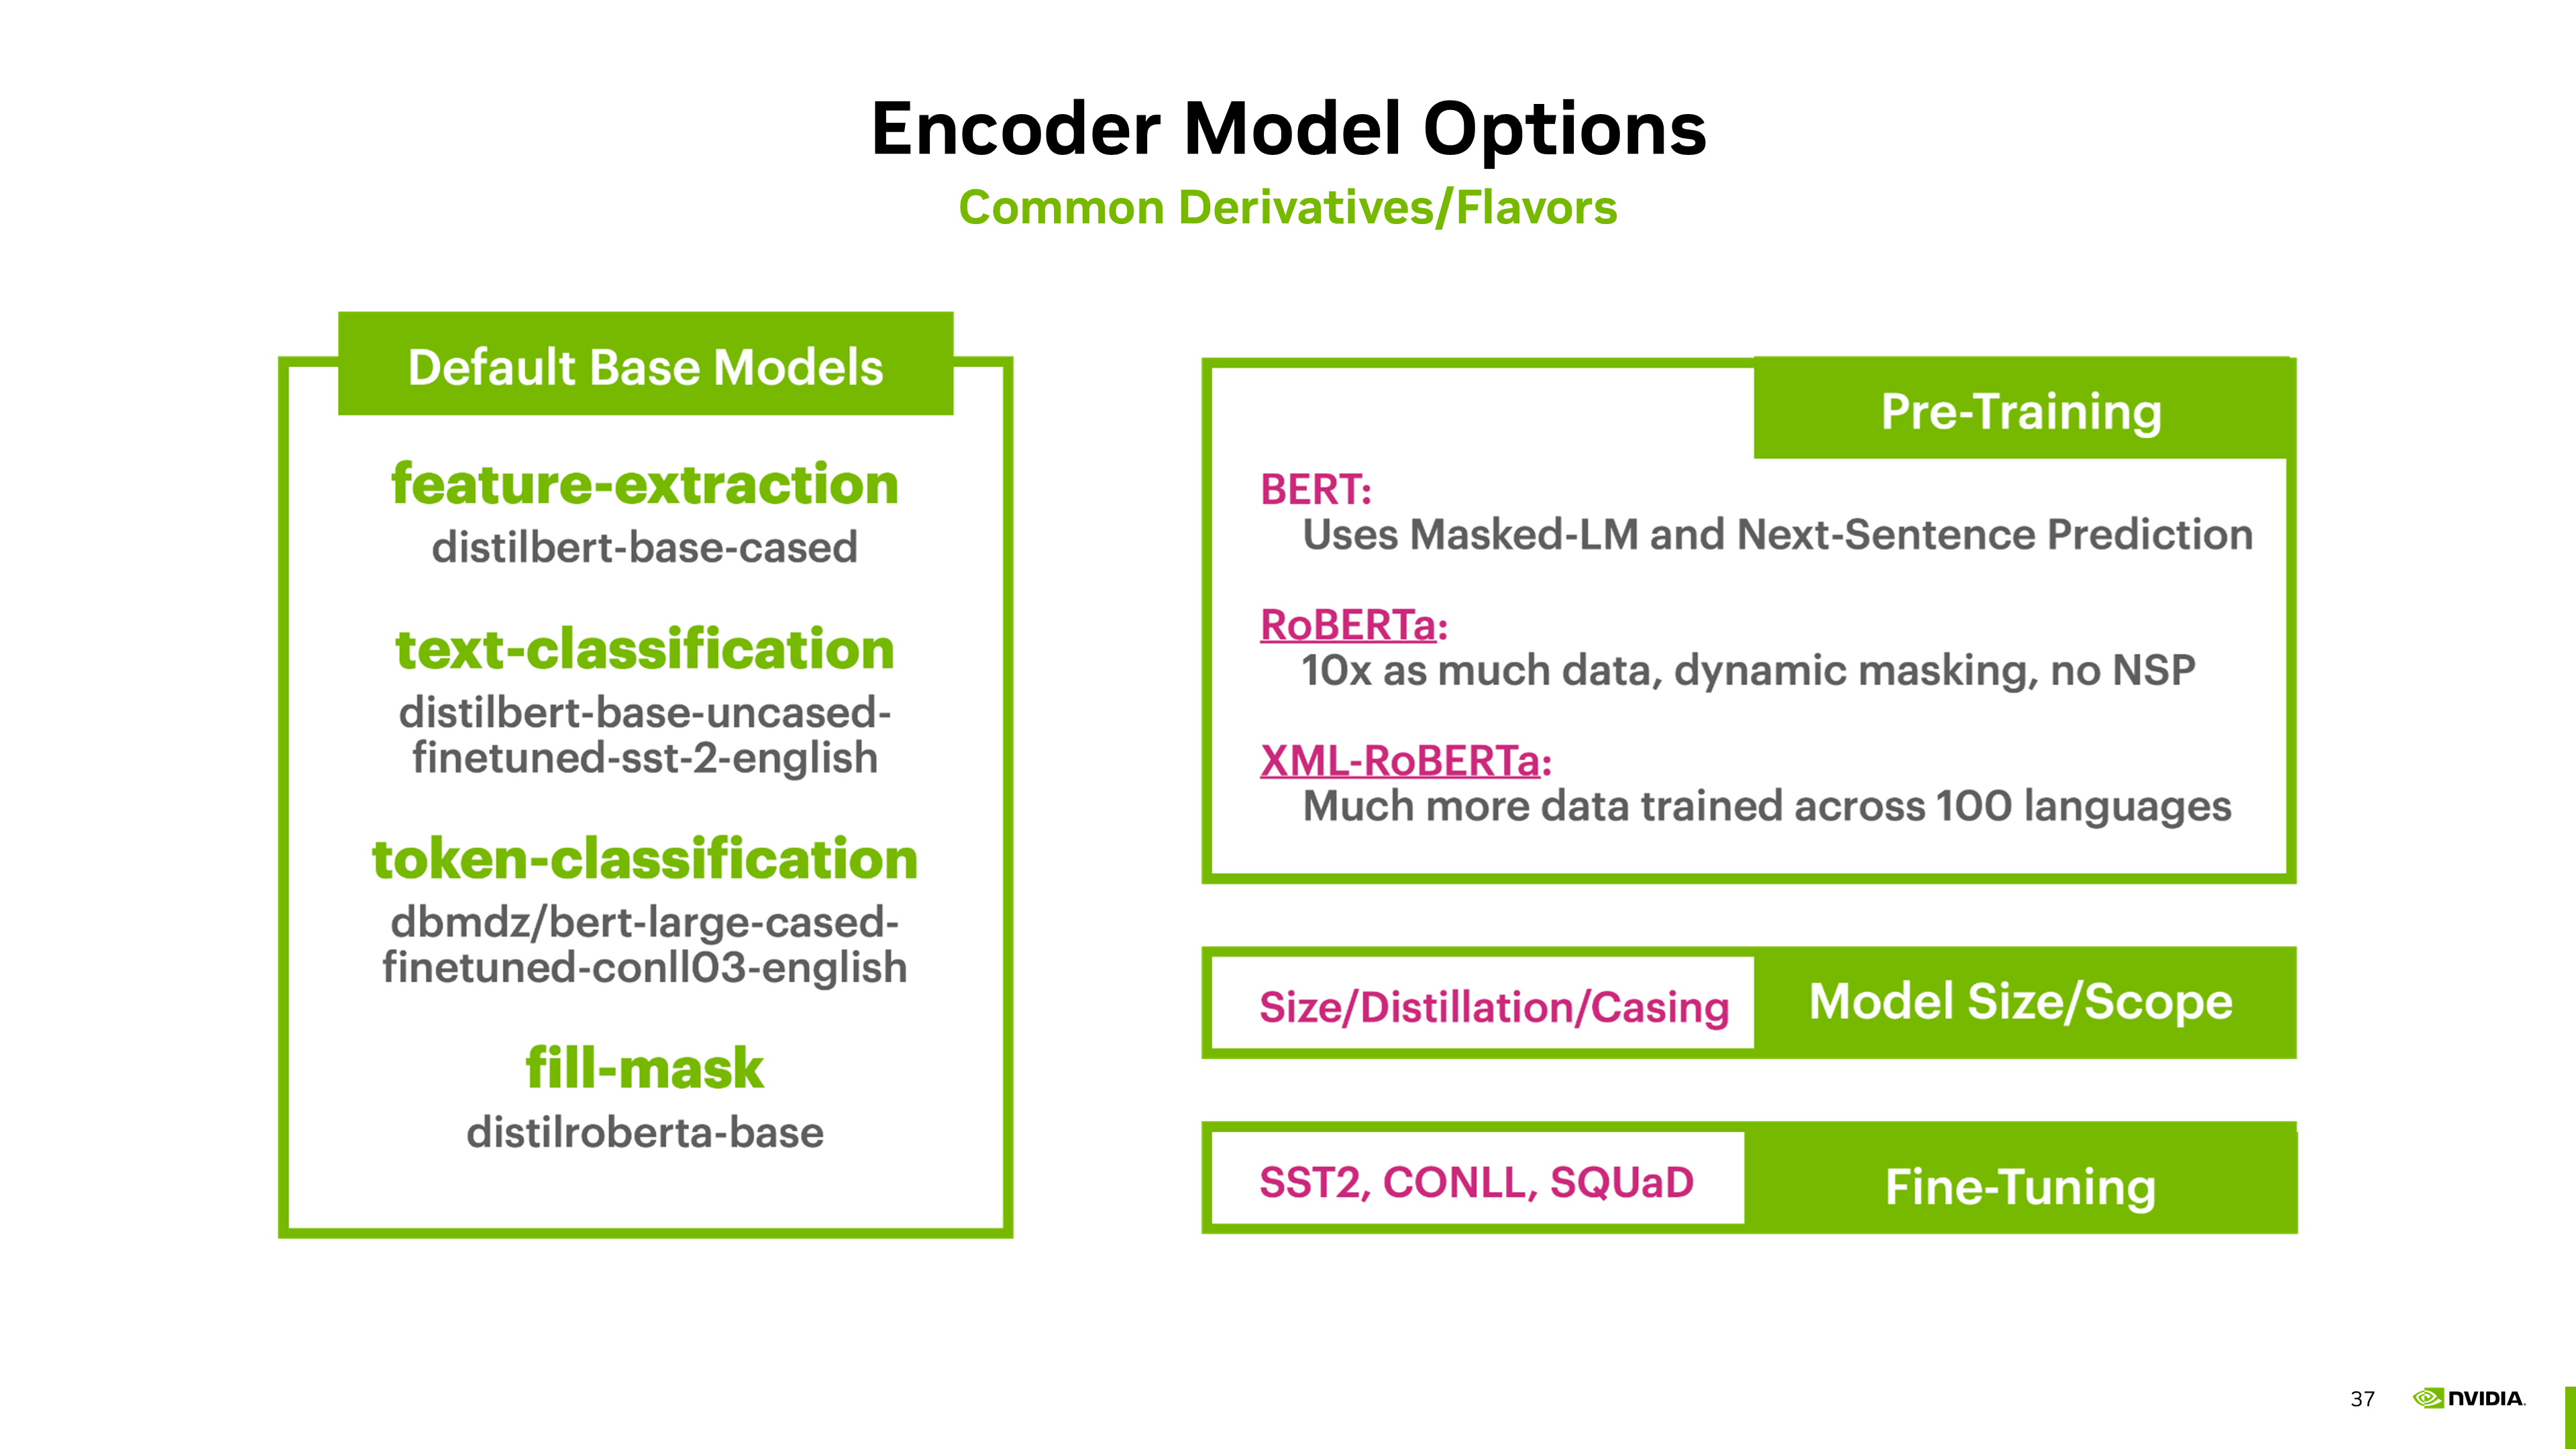 Encoder Model Options
Common Derivatives/Flavors
Default Base Models
feature-extraction
distilbert-base-cased
text-classification
distilbert-base-uncased-
finetuned-sst-2-english
token-classification
dbmdz/bert-large-cased-
finetuned-conll03-english
fill-mask
distilroberta-base
Pre-Training
BERT:
Uses Masked-LM and Next-Sentence Prediction
RoBERTa:
10x as much data, dynamic masking, no NSP
XML-RoBERTa:
Much more data trained across 100 languages
Size/Distillation/Casing
Model Size/Scope
SST2, CONLL, SQUaD
Fine-Tuning
37
NVIDIA.